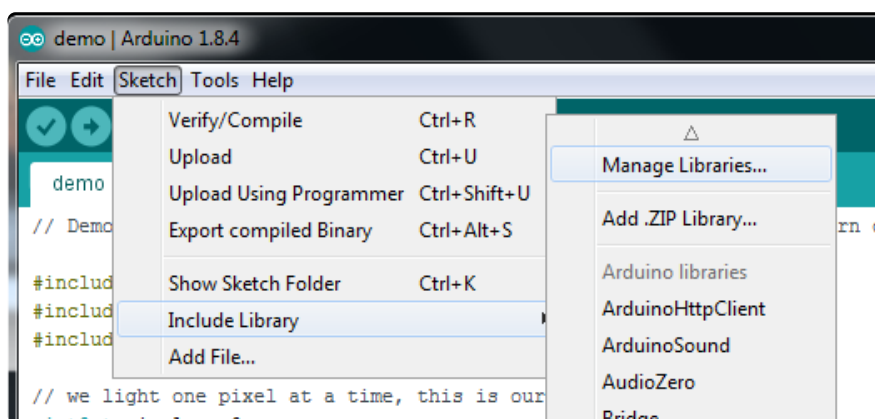 demo | Arduino 1.8.4
File Edit Sketch Tools Help
Verify/Compile Ctrl+R
Upload Ctrl+U
Upload Using Programmer Ctrl+Shift+U
Export compiled Binary Ctrl+Alt+S
Show Sketch Folder Ctrl+K
Include Library
Add File...
Manage Libraries...
Add .ZIP Library...
Arduino libraries
ArduinoHttpClient
ArduinoSound
AudioZero
Bridge
demo
// Demo
rn
#includ
#includ
#includ
// we light one pixel at a time, this is our